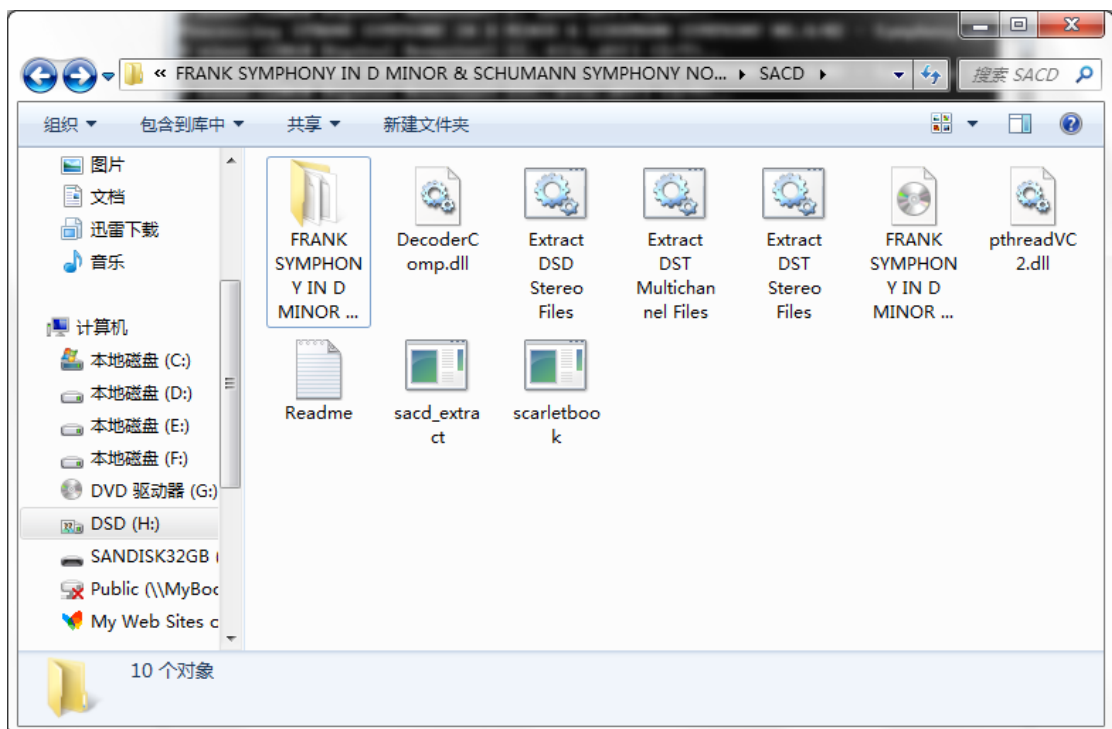 « FRANK SYMPHONY IN D MINOR & SCHUMANN SYMPHONY NO... ▸ SACD ▸
搜索 SACD
组织
包含到库中
共享
新建文件夹
图片
文档
迅雷下载
音乐
计算机
本地磁盘 (C:)
本地磁盘 (D:)
本地磁盘 (E:)
本地磁盘 (F:)
DVD 驱动器 (G:)
DSD (H:)
SANDISK32GB (
Public (\\MyBoc
My Web Sites c
FRANK
SYMPHON
Y IN D
MINOR ...
DecoderC
omp.dll
Extract
DSD
Stereo
Files
Extract
DST
Multichan
nel Files
Extract
DST
Stereo
Files
FRANK
SYMPHON
Y IN D
MINOR ...
pthreadVC
2.dll
Readme
sacd_extra
ct
scarletboo
k
10 个对象